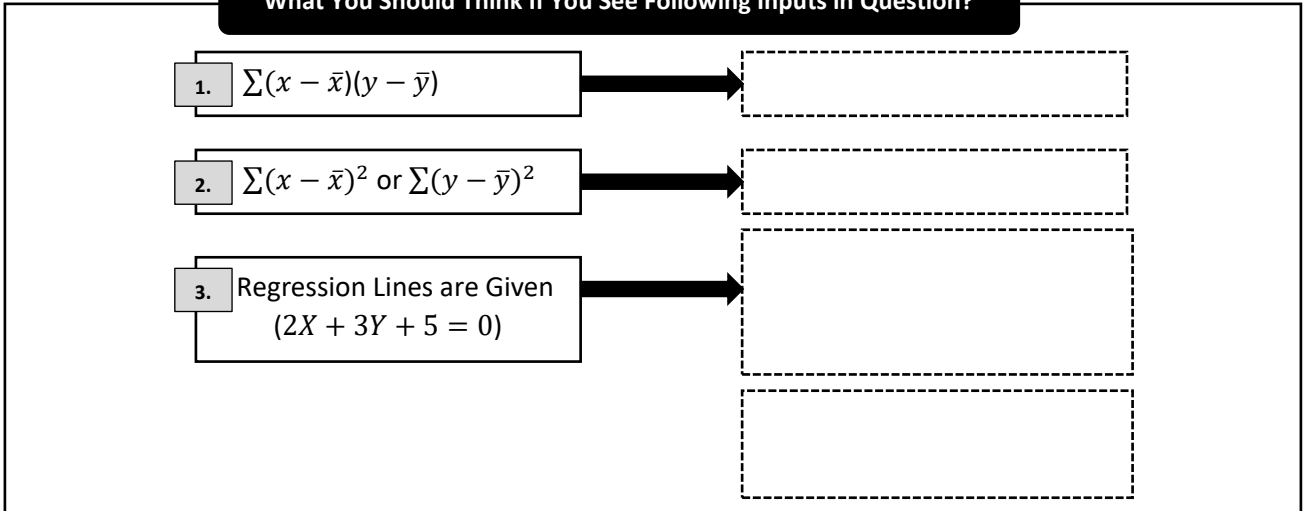 What You Should Think if You See Following Inputs in Question?
1. ∑(𝑥 − 𝑥̄)(𝑦 − 𝑦̄)
2. ∑(𝑥 − 𝑥̄)² or ∑(𝑦 − 𝑦̄)²
3. Regression Lines are Given
(2𝑋 + 3𝑌 + 5 = 0)